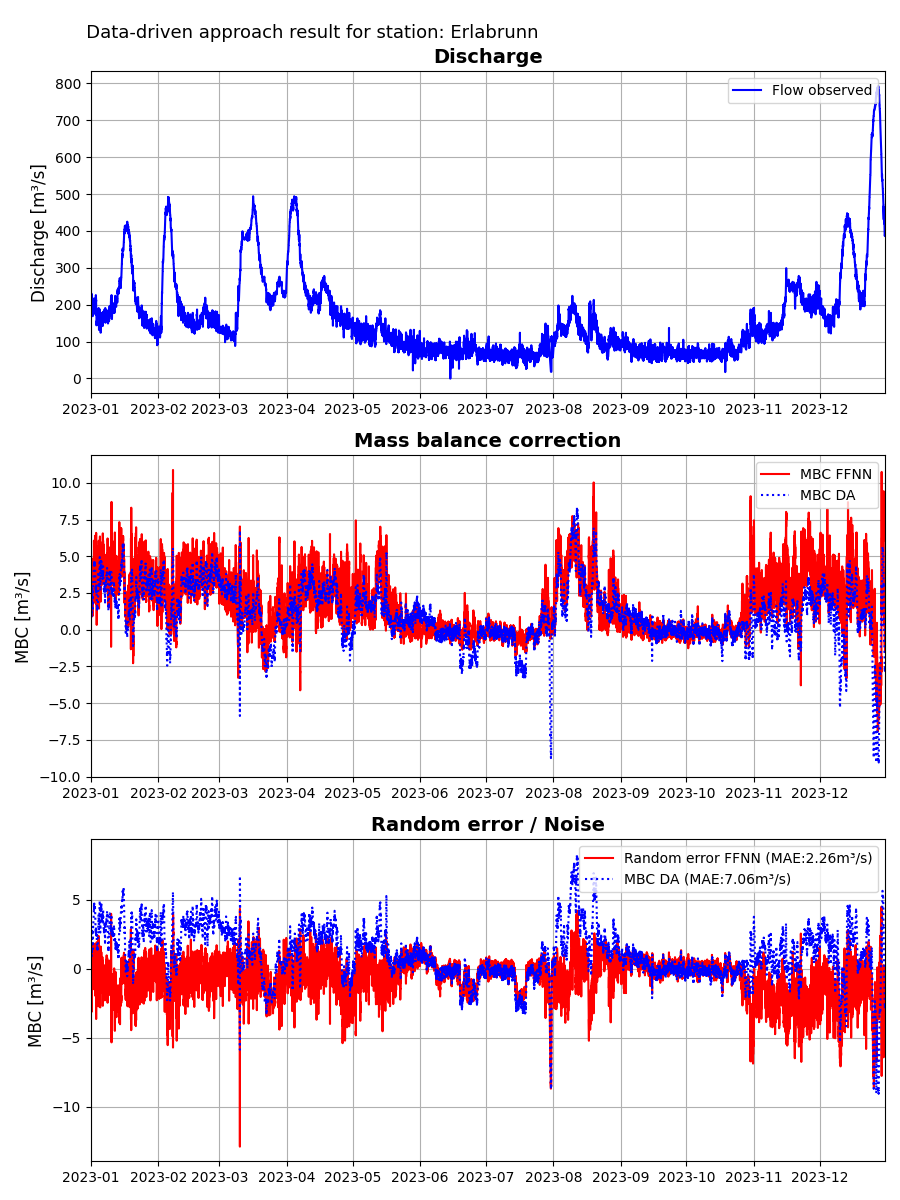 Data-driven approach result for station: Erlabrunn
Discharge
800
700
600
500
400
300
200
100
0
Discharge [m³/s]
Flow observed
2023-01 2023-02 2023-03 2023-04 2023-05 2023-06 2023-07 2023-08 2023-09 2023-10 2023-11 2023-12
Mass balance correction
10.0
7.5
5.0
2.5
0.0
−2.5
−5.0
−7.5
−10.0
MBC [m³/s]
MBC FFNN
MBC DA
2023-01 2023-02 2023-03 2023-04 2023-05 2023-06 2023-07 2023-08 2023-09 2023-10 2023-11 2023-12
Random error / Noise
5
0
−5
−10
MBC [m³/s]
Random error FFNN (MAE:2.26m³/s)
MBC DA (MAE:7.06m³/s)
2023-01 2023-02 2023-03 2023-04 2023-05 2023-06 2023-07 2023-08 2023-09 2023-10 2023-11 2023-12